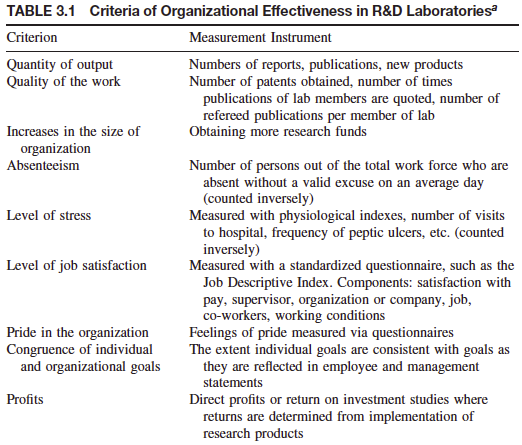 TABLE 3.1 Criteria of Organizational Effectiveness in R&D Laboratoriesa
Criterion Measurement Instrument
Quantity of output Numbers of reports, publications, new products
Quality of the work Number of patents obtained, number of times
publications of lab members are quoted, number of
refereed publications per member of lab
Increases in the size of Obtaining more research funds
organization
Absenteeism Number of persons out of the total work force who are
absent without a valid excuse on an average day
(counted inversely)
Level of stress Measured with physiological indexes, number of visits
to hospital, frequency of peptic ulcers, etc. (counted
inversely)
Level of job satisfaction Measured with a standardized questionnaire, such as the
Job Descriptive Index. Components: satisfaction with
pay, supervisor, organization or company, job,
co-workers, working conditions
Pride in the organization Feelings of pride measured via questionnaires
Congruence of individual The extent individual goals are consistent with goals as
and organizational goals they are reflected in employee and management
statements
Profits Direct profits or return on investment studies where
returns are determined from implementation of
research products